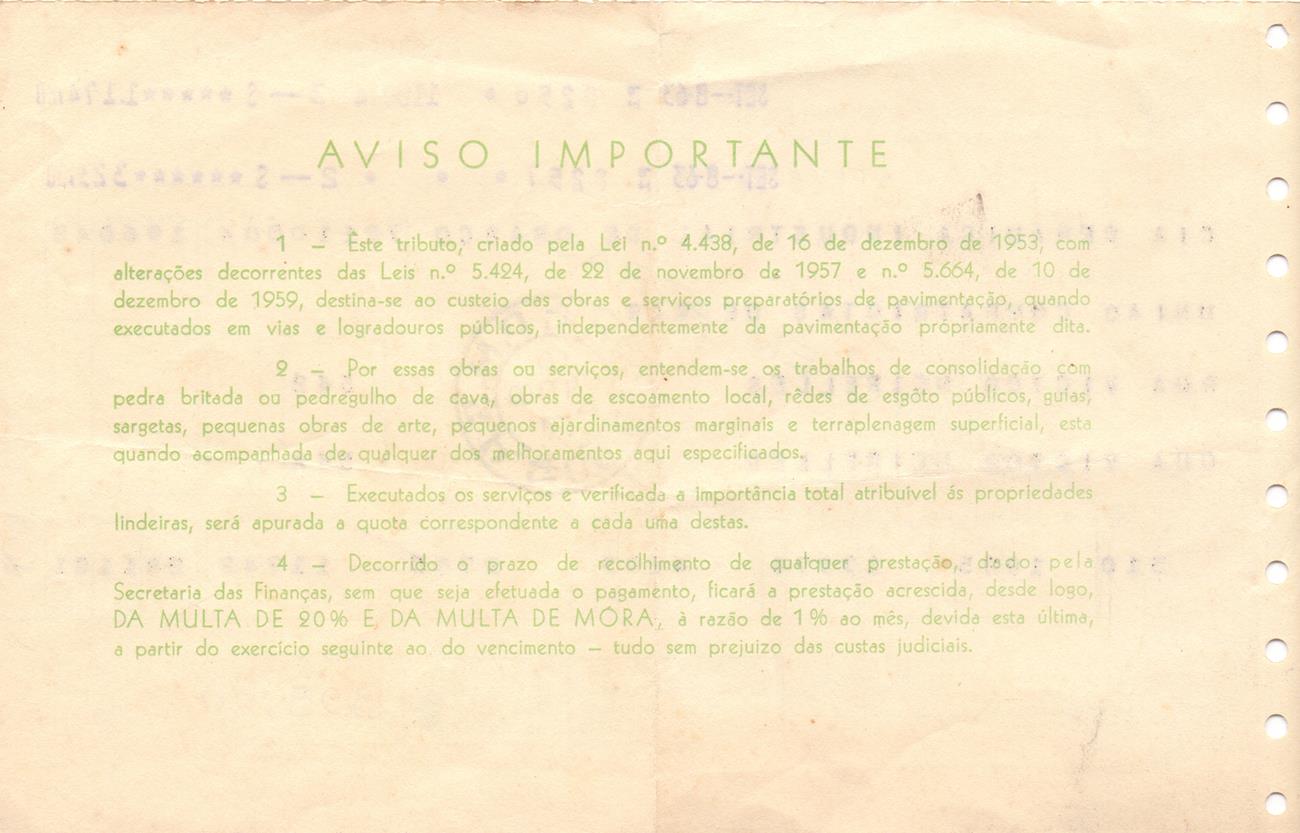 AVISO IMPORTANTE
1 — Êste tributo, criado pela Lei n.º 4.438, de 16 de dezembro de 1953, com
alterações decorrentes das Leis n.º 5.424, de 22 de novembro de 1957 e n.º 5.664, de 10 de
dezembro de 1959, destina-se ao custeio das obras e serviços preparatórios de pavimentação, quando
executados em vias e logradouros públicos, independentemente da pavimentação própriamente dita.
2 — Por essas obras ou serviços, entendem-se os trabalhos de consolidação com
pedra britada ou pedregulho de cava, obras de escoamento local, rêdes de esgôto públicos, guias,
sargetas, pequenas obras de arte, pequenos ajardinamentos marginais e terraplenagem superficial, esta
quando acompanhada de qualquer dos melhoramentos aqui especificados.
3 — Executados os serviços e verificada a importância total atribuivel ás propriedades
lindeiras, será apurada a quota correspondente a cada uma destas.
4 — Decorrido o prazo de recolhimento de qualquer prestação, dado pela
Secretaria das Finanças, sem que seja efetuada o pagamento, ficará a prestação acrescida, desde logo,
DA MULTA DE 20% E DA MULTA DE MÓRA, à razão de 1% ao mês, devida esta última,
a partir do exercício seguinte ao do vencimento — tudo sem prejuizo das custas judiciais.